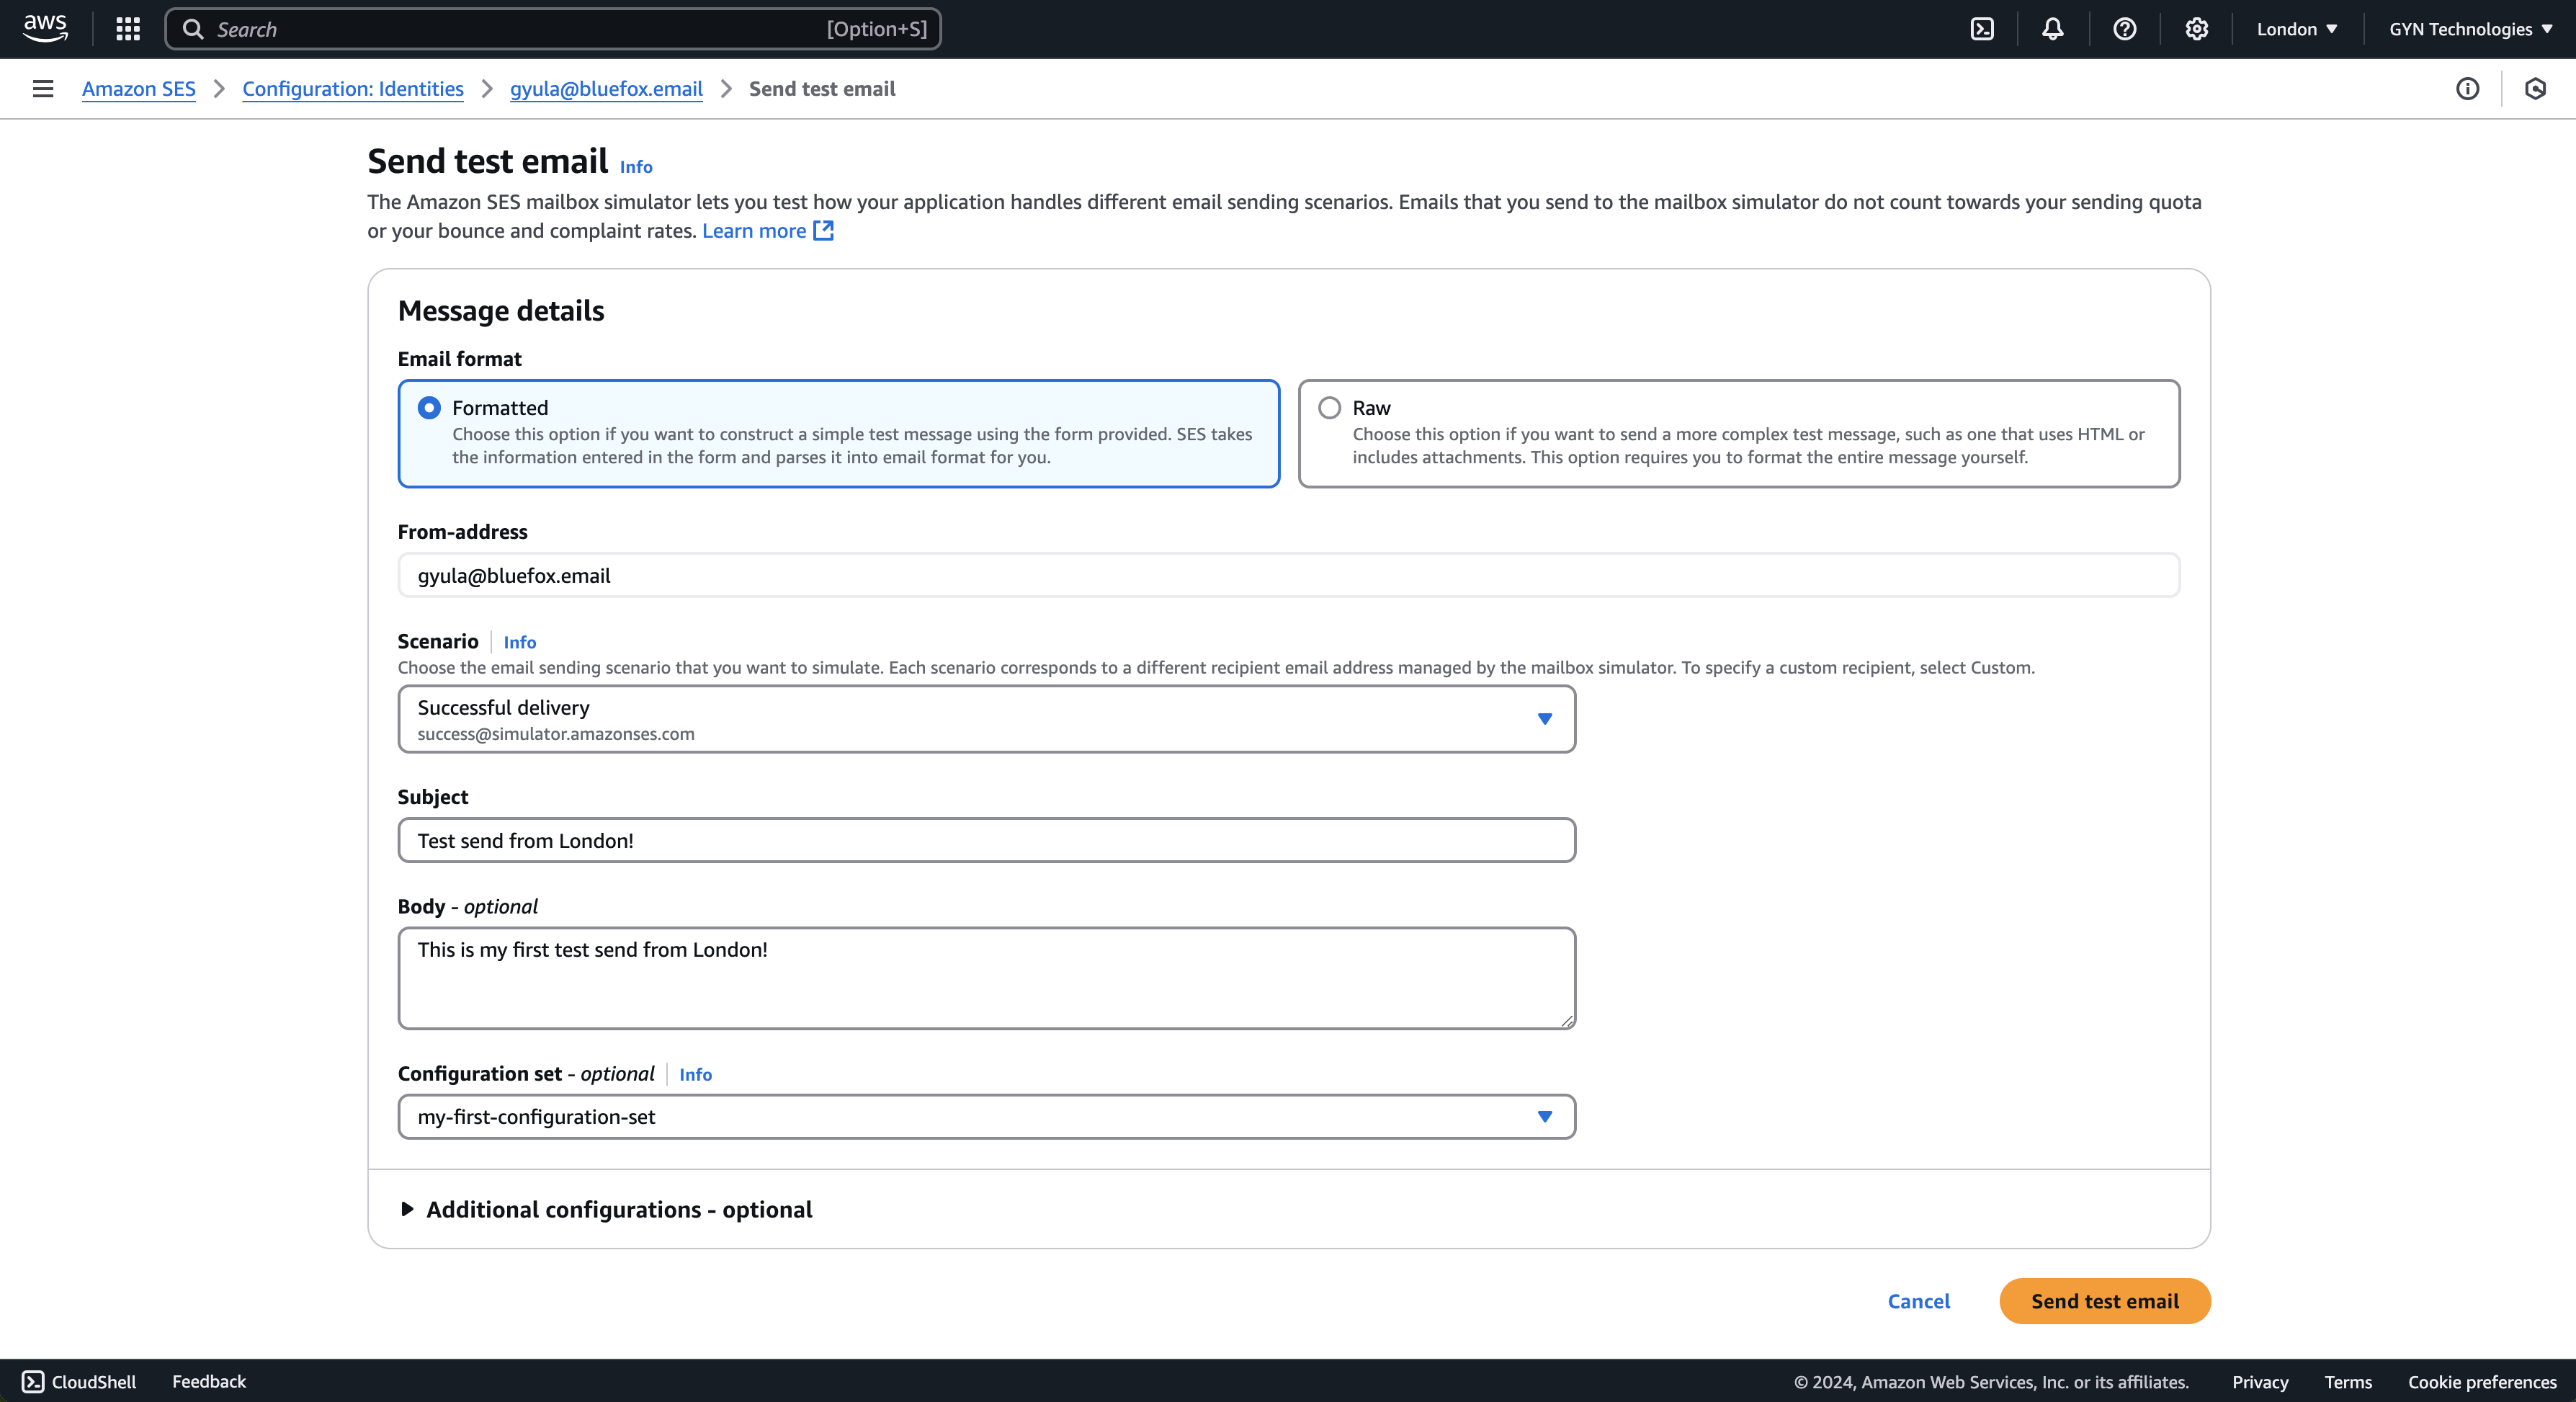 aws Search [Option+S] London GYN Technologies
Amazon SES Configuration: Identities gyula@bluefox.email Send test email
Send test email Info
The Amazon SES mailbox simulator lets you test how your application handles different email sending scenarios. Emails that you send to the mailbox simulator do not count towards your sending quota
or your bounce and complaint rates. Learn more
Message details
Email format
Formatted
Choose this option if you want to construct a simple test message using the form provided. SES takes
the information entered in the form and parses it into email format for you.
Raw
Choose this option if you want to send a more complex test message, such as one that uses HTML or
includes attachments. This option requires you to format the entire message yourself.
From-address
gyula@bluefox.email
Scenario Info
Choose the email sending scenario that you want to simulate. Each scenario corresponds to a different recipient email address managed by the mailbox simulator. To specify a custom recipient, select Custom.
Successful delivery
success@simulator.amazonses.com
Subject
Test send from London!
Body - optional
This is my first test send from London!
Configuration set - optional Info
my-first-configuration-set
Additional configurations - optional
Cancel Send test email
CloudShell Feedback © 2024, Amazon Web Services, Inc. or its affiliates. Privacy Terms Cookie preferences